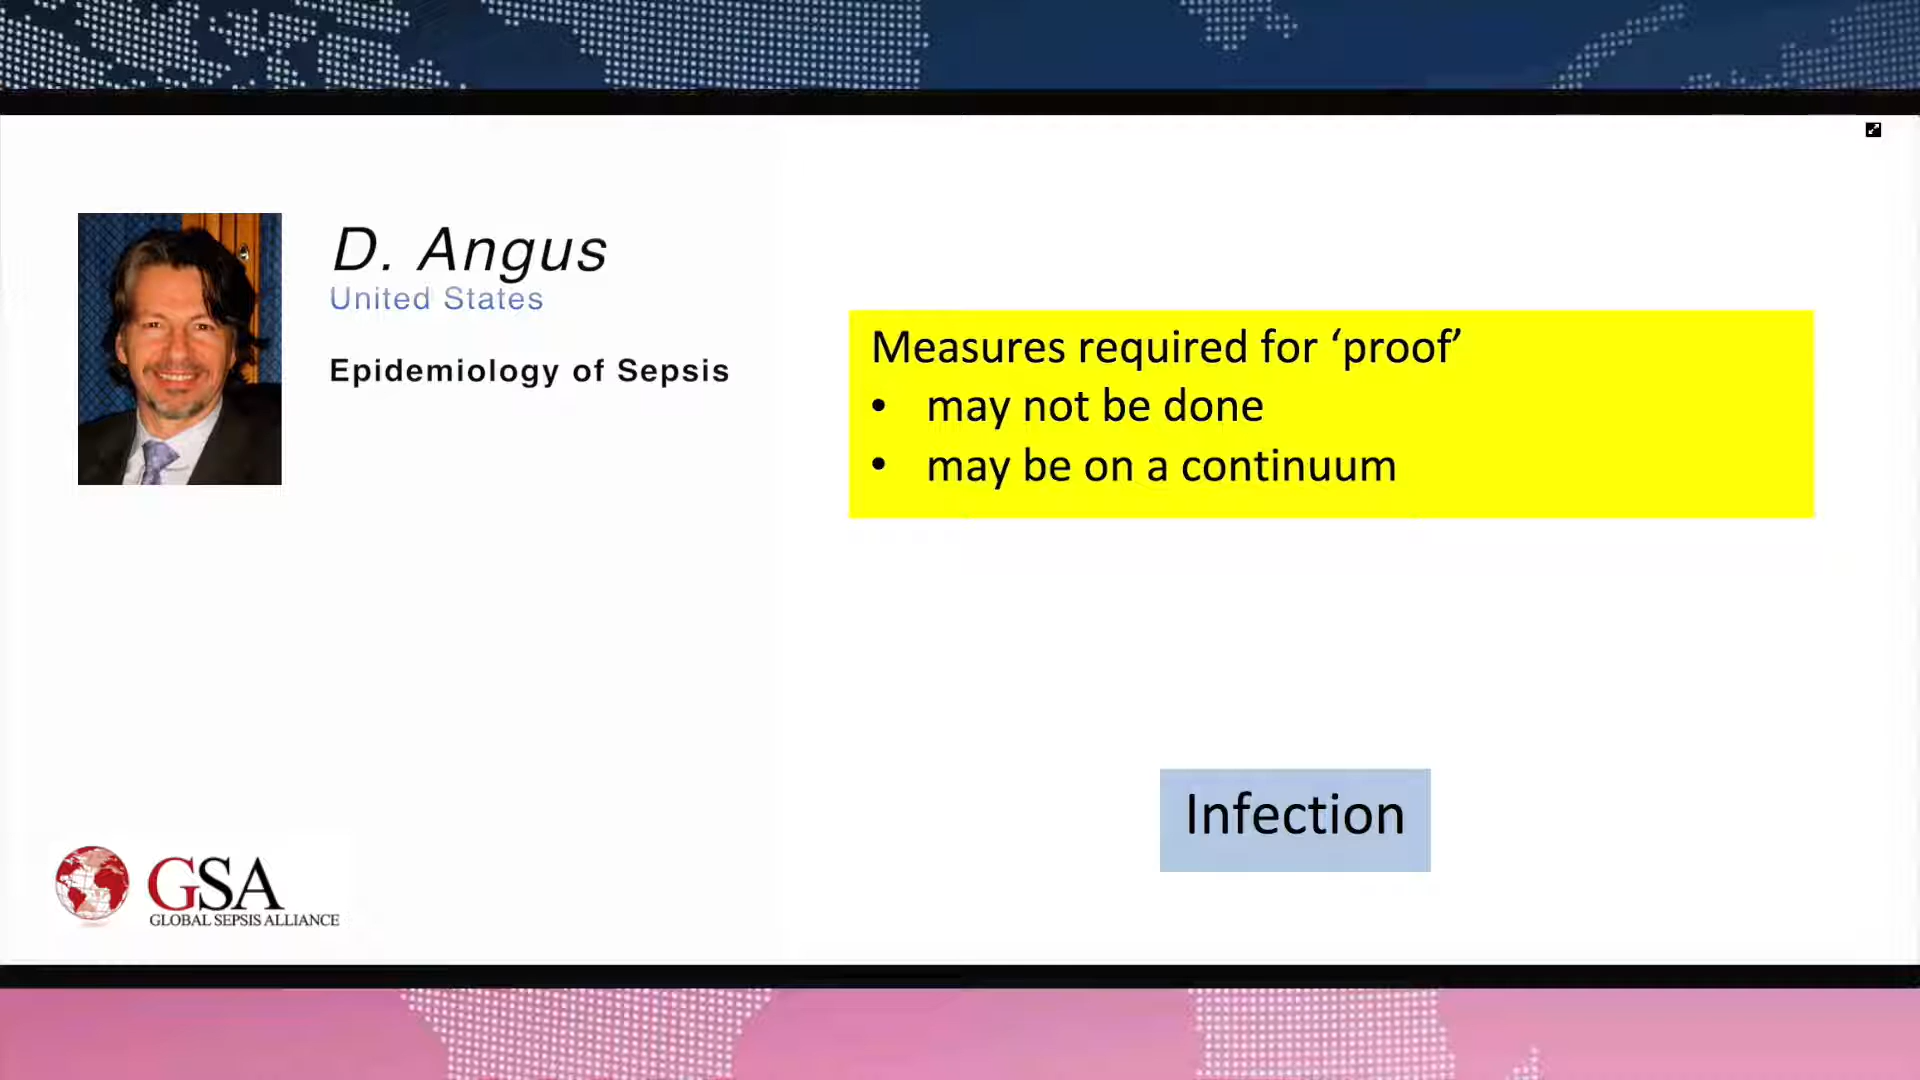 D. Angus
United States
Epidemiology of Sepsis
Measures required for ‘proof’
• may not be done
• may be on a continuum
Infection
GSA
GLOBAL SEPSIS ALLIANCE